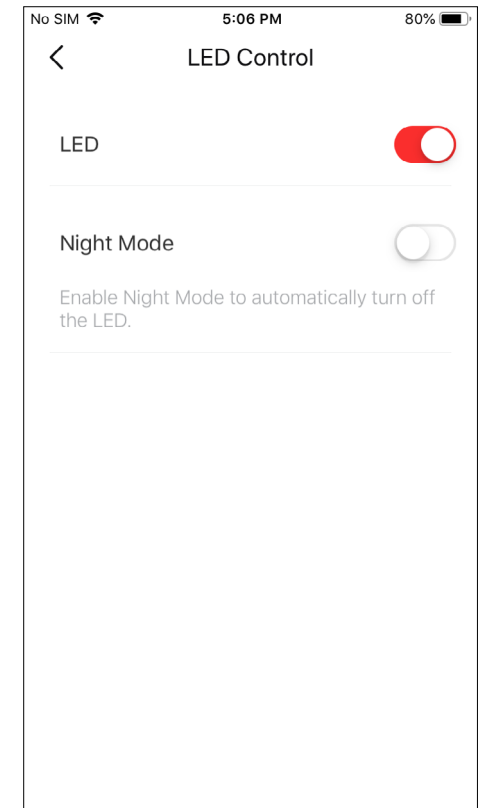 No SIM 5:06 PM 80%
LED Control
LED
Night Mode
Enable Night Mode to automatically turn off
the LED.